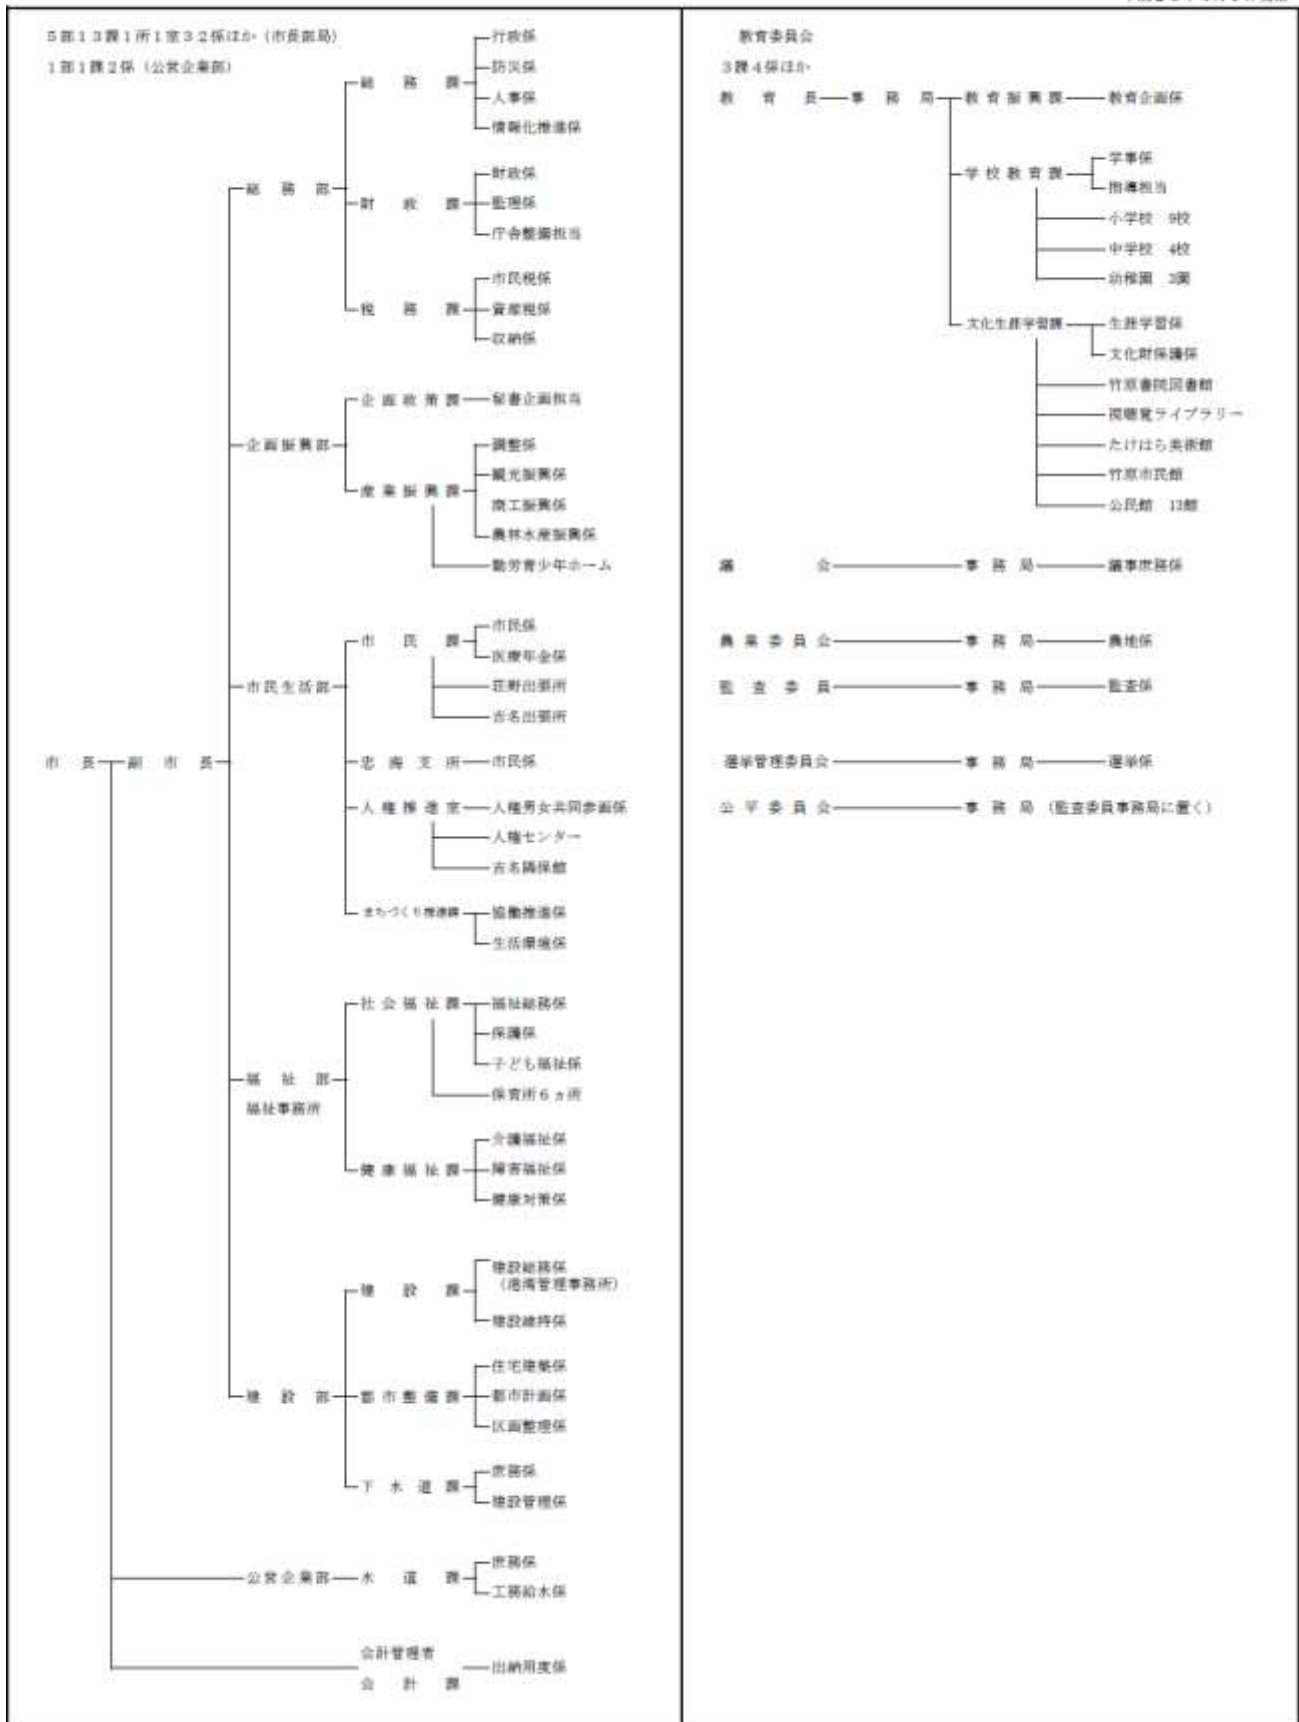 5部13課1所1室32係ほか（市長部局）
1部1課2係（公営企業部）
市長
副市長
総務部
総務課
行政係
防災係
人事係
情報化推進係
財政課
財政係
監理係
庁舎整備担当
税務課
市民税係
資産税係
収納係
企画振興部
企画政策課
秘書企画担当
産業振興課
調整係
観光振興係
商工振興係
農林水産振興係
勤労青少年ホーム
市民生活部
市民課
市民係
医療年金係
荘野出張所
吉名出張所
忠海支所
市民係
人権推進室
人権男女共同参画係
人権センター
吉名隣保館
まちづくり推進課
協働推進係
生活環境係
福祉部
福祉事務所
社会福祉課
福祉総務係
保護係
子ども福祉係
保育所6ヵ所
健康福祉課
介護福祉係
障害福祉係
健康対策係
建設部
建設課
建設総務係
（港湾管理事務所）
建設維持係
都市整備課
住宅建築係
都市計画係
区画整理係
下水道課
庶務係
建設管理係
公営企業部
水道課
庶務係
工務給水係
会計管理者
会計課
出納用度係
教育委員会
3課4係ほか
教育長
事務局
教育振興課
教育企画係
学校教育課
学事係
指導担当
小学校 9校
中学校 4校
幼稚園 3園
文化生涯学習課
生涯学習係
文化財保護係
竹原書院図書館
視聴覚ライブラリー
たけはら美術館
竹原市民館
公民館 13館
議会 事務局 議事庶務係
農業委員会 事務局 農地係
監査委員 事務局 監査係
選挙管理委員会 事務局 選挙係
公平委員会 事務局（監査委員事務局に置く）